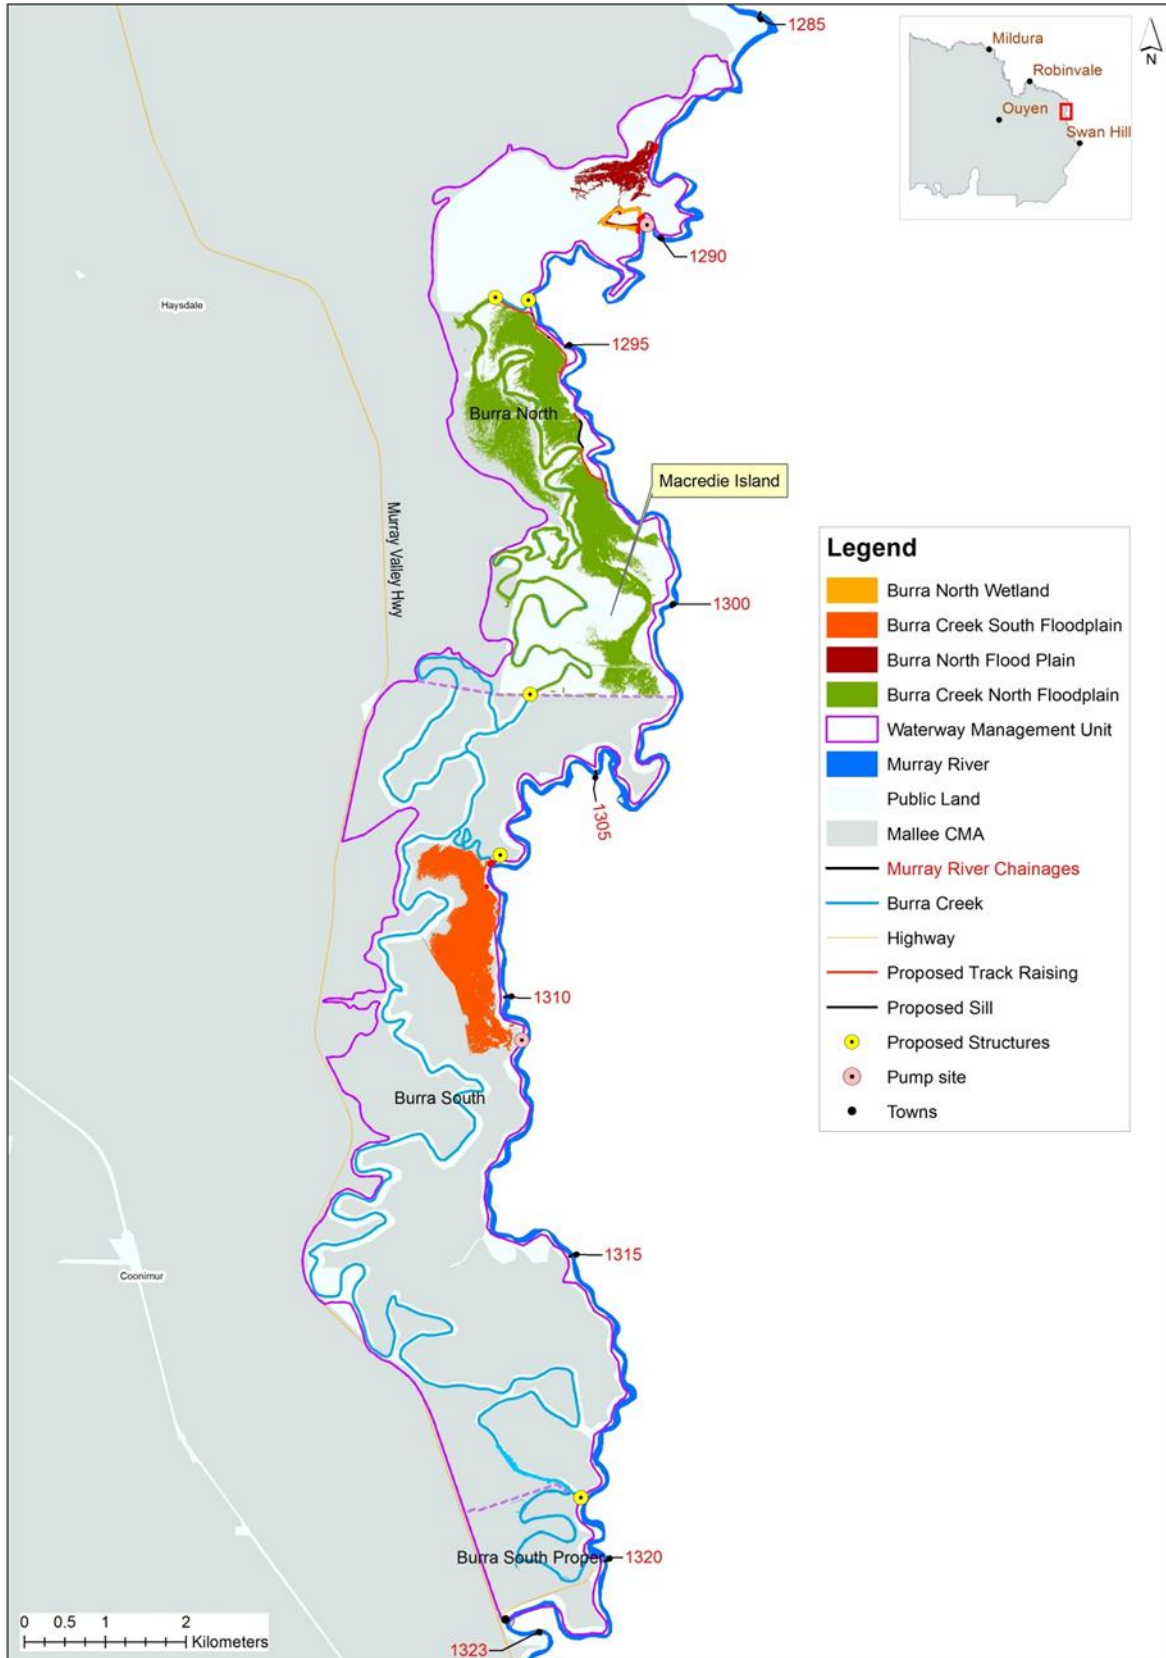 1285
Mildura
Robinvale
Ouyen
Swan Hill
N
1290
Haysdale
1295
Burra North
Macredie Island
Murray Valley Hwy
1300
1305
1310
Burra South
1315
Coonimur
Burra South Proper
1320
1323
0 0.5 1 2
Kilometers
Legend
Burra North Wetland
Burra Creek South Floodplain
Burra North Flood Plain
Burra Creek North Floodplain
Waterway Management Unit
Murray River
Public Land
Mallee CMA
Murray River Chainages
Burra Creek
Highway
Proposed Track Raising
Proposed Sill
Proposed Structures
Pump site
Towns